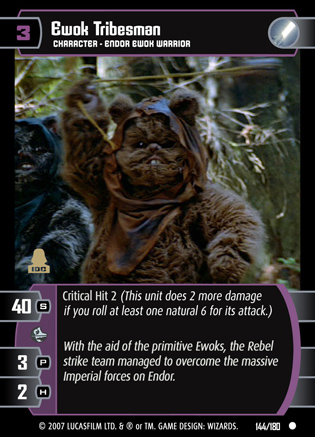 3
Ewok Tribesman
CHARACTER - ENDOR EWOK WARRIOR
100
40 S
Critical Hit 2 (This unit does 2 more damage
if you roll at least one natural 6 for its attack.)
With the aid of the primitive Ewoks, the Rebel
strike team managed to overcome the massive
Imperial forces on Endor.
3 P
2 H
© 2007 LUCASFILM LTD. & ® or TM. GAME DESIGN: WIZARDS.
144/180